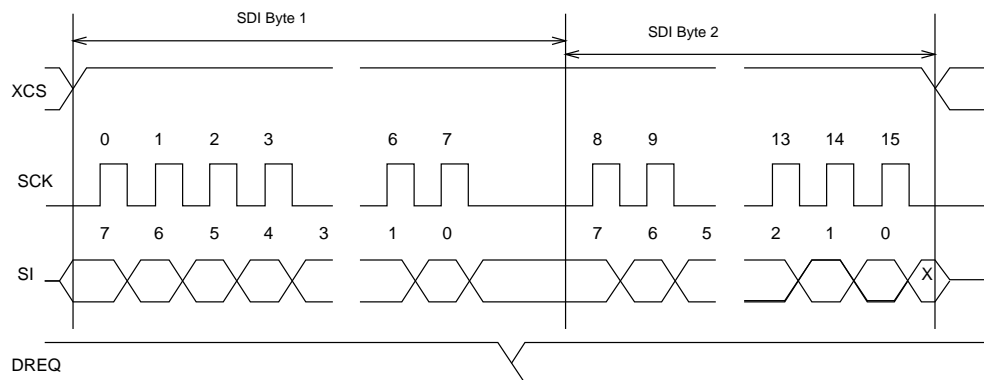 SDI Byte 1
SDI Byte 2
XCS
0 1 2 3 6 7 8 9 13 14 15
SCK
7 6 5 4 3 1 0 7 6 5 2 1 0
SI X
DREQ